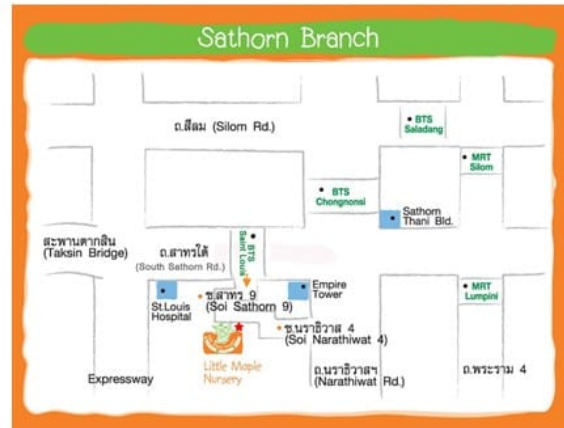 Sathorn Branch
ถ.สีลม (Silom Rd.)
BTS
Saladang
MRT
Silom
BTS
Chongnonsi
Sathorn
Thani Bld.
สะพานตากสิน
(Taksin Bridge)
ถ.สาทรใต้
(South Sathorn Rd.)
BTS
Saint Louis
St.Louis
Hospital
ซ.สาทร 9
(Soi Sathorn 9)
Empire
Tower
MRT
Lumpini
ซ.นราธิวาส 4
(Soi Narathiwat 4)
Little Maple
Nursery
Expressway
ถ.นราธิวาสฯ
(Narathiwat Rd.)
ถ.พระราม 4